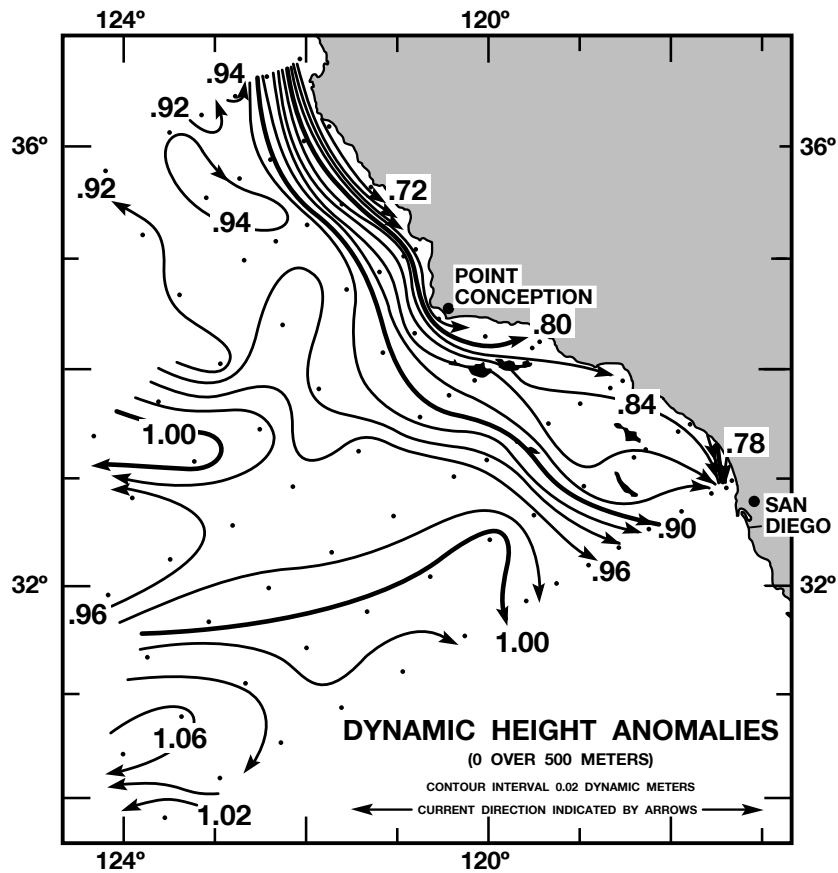 124º 120º
.94
.92
36º 36º
.92
.72
.94
POINT
CONCEPTION
.80
.84
1.00
.78
SAN
DIEGO
.90
.96
32º 32º
.96
1.00
DYNAMIC HEIGHT ANOMALIES
1.06
(0 OVER 500 METERS)
CONTOUR INTERVAL 0.02 DYNAMIC METERS
CURRENT DIRECTION INDICATED BY ARROWS
1.02
124º 120º